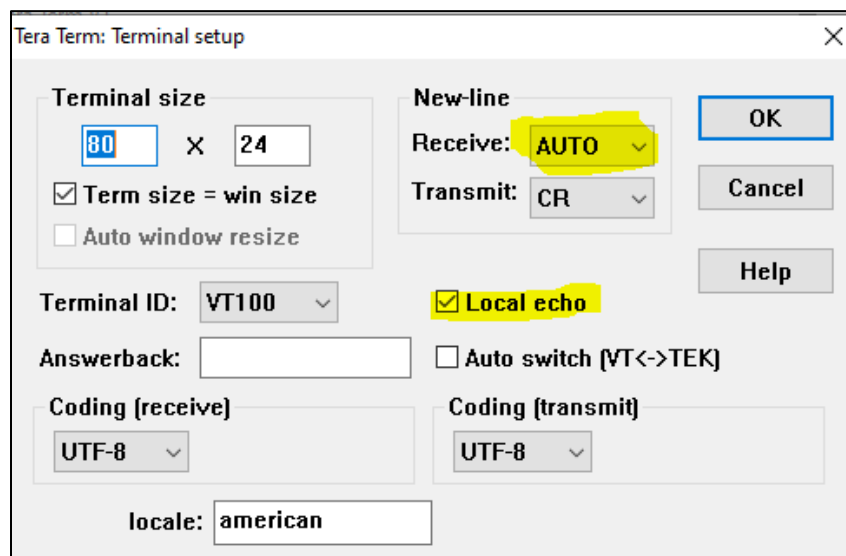 Tera Term: Terminal setup
Terminal size
80 X 24
Term size = win size
Auto window resize
New-line
Receive: AUTO
Transmit: CR
OK
Cancel
Help
Terminal ID: VT100
Local echo
Answerback:
Auto switch (VT<->TEK)
Coding (receive)
UTF-8
Coding (transmit)
UTF-8
locale: american